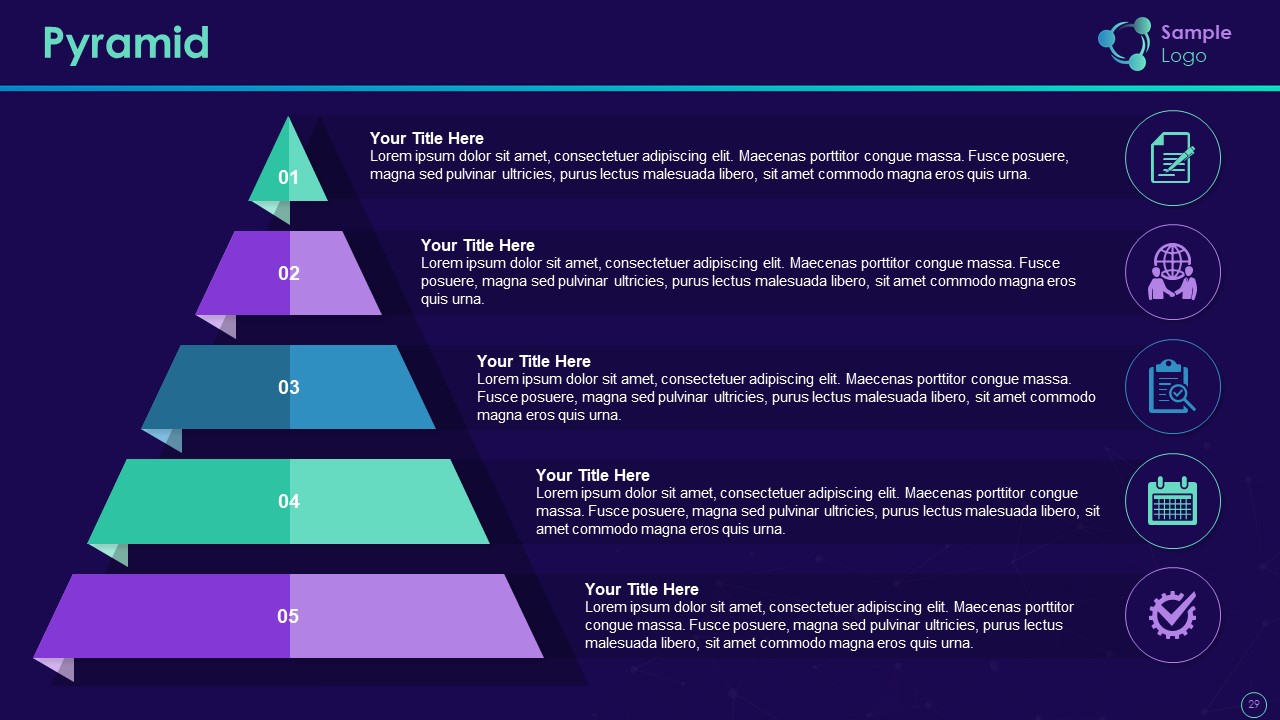 Pyramid
Sample
Logo
01
Your Title Here
Lorem ipsum dolor sit amet, consectetuer adipiscing elit. Maecenas porttitor congue massa. Fusce posuere,
magna sed pulvinar ultricies, purus lectus malesuada libero, sit amet commodo magna eros quis urna.
02
Your Title Here
Lorem ipsum dolor sit amet, consectetuer adipiscing elit. Maecenas porttitor congue massa. Fusce
posuere, magna sed pulvinar ultricies, purus lectus malesuada libero, sit amet commodo magna eros
quis urna.
03
Your Title Here
Lorem ipsum dolor sit amet, consectetuer adipiscing elit. Maecenas porttitor congue massa.
Fusce posuere, magna sed pulvinar ultricies, purus lectus malesuada libero, sit amet commodo
magna eros quis urna.
04
Your Title Here
Lorem ipsum dolor sit amet, consectetuer adipiscing elit. Maecenas porttitor congue
massa. Fusce posuere, magna sed pulvinar ultricies, purus lectus malesuada libero, sit
amet commodo magna eros quis urna.
05
Your Title Here
Lorem ipsum dolor sit amet, consectetuer adipiscing elit. Maecenas porttitor
congue massa. Fusce posuere, magna sed pulvinar ultricies, purus lectus
malesuada libero, sit amet commodo magna eros quis urna.
29